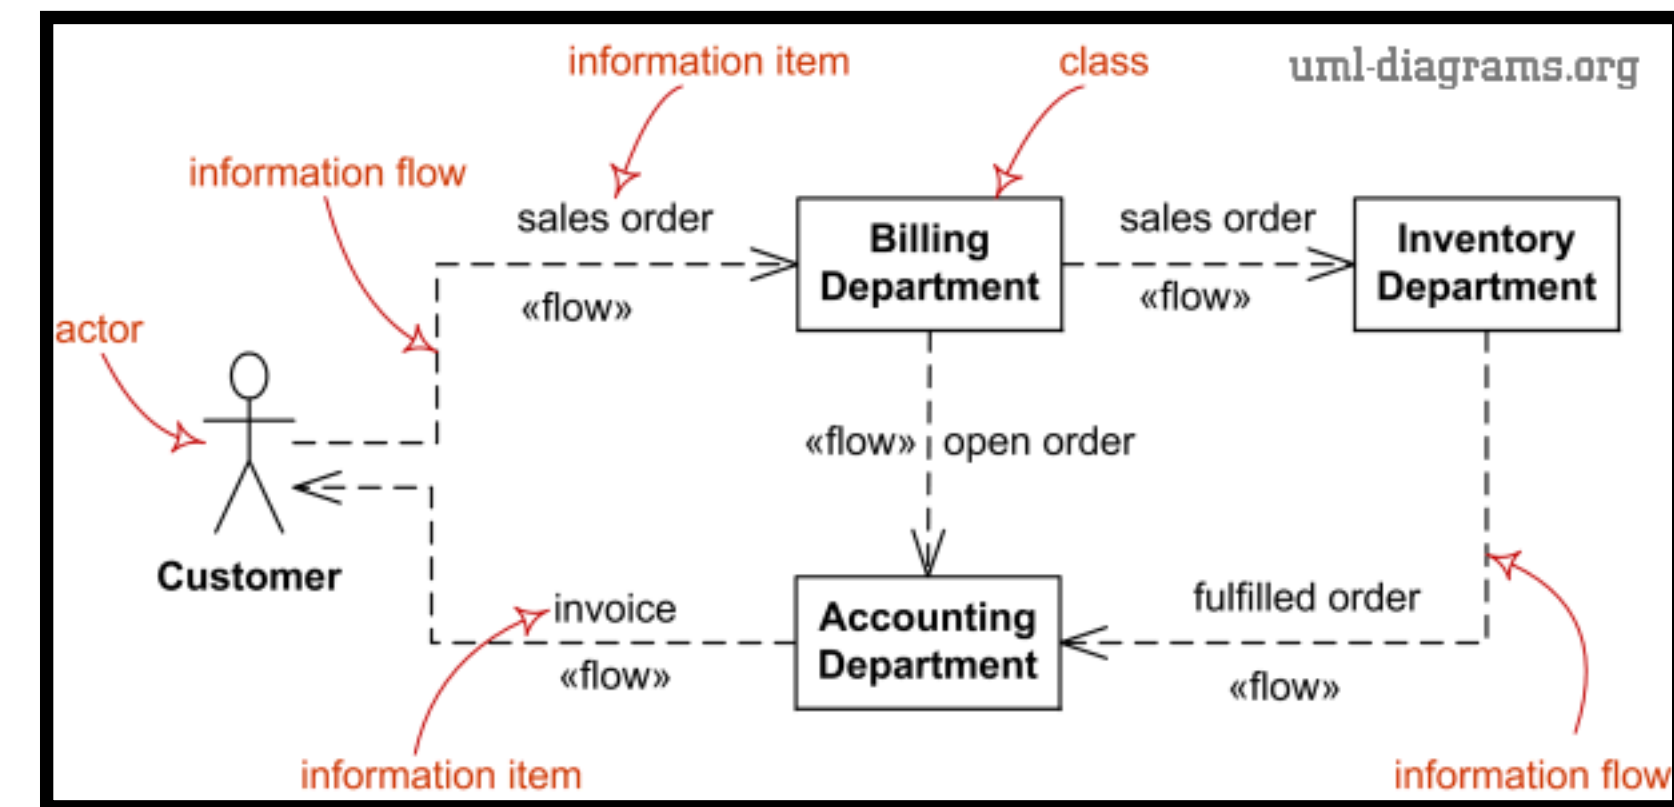 information item
class
uml-diagrams.org
information flow
sales order
Billing
Department
sales order
Inventory
Department
«flow»
«flow»
actor
«flow»
open order
Customer
invoice
Accounting
Department
fulfilled order
«flow»
«flow»
information item
information flow